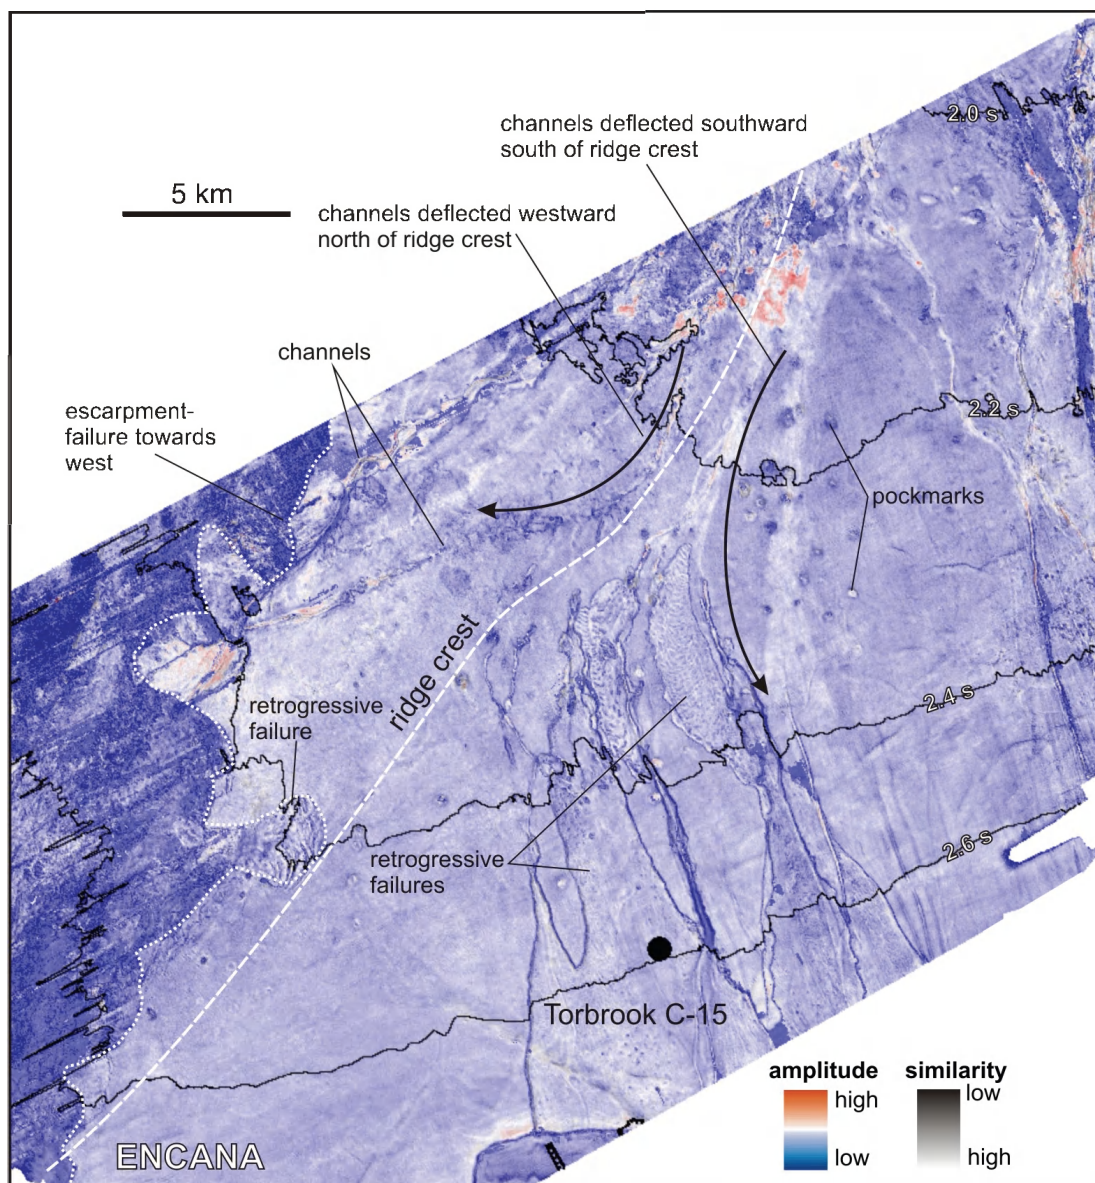 2.0 s
channels deflected southward
south of ridge crest
5 km
channels deflected westward
north of ridge crest
channels
escarpment-
failure towards
west
2.2 s
pockmarks
ridge crest
retrogressive
failure
2.4 s
2.6 s
retrogressive
failures
Torbrook C-15
amplitude
high
low
similarity
low
high
ENCANA